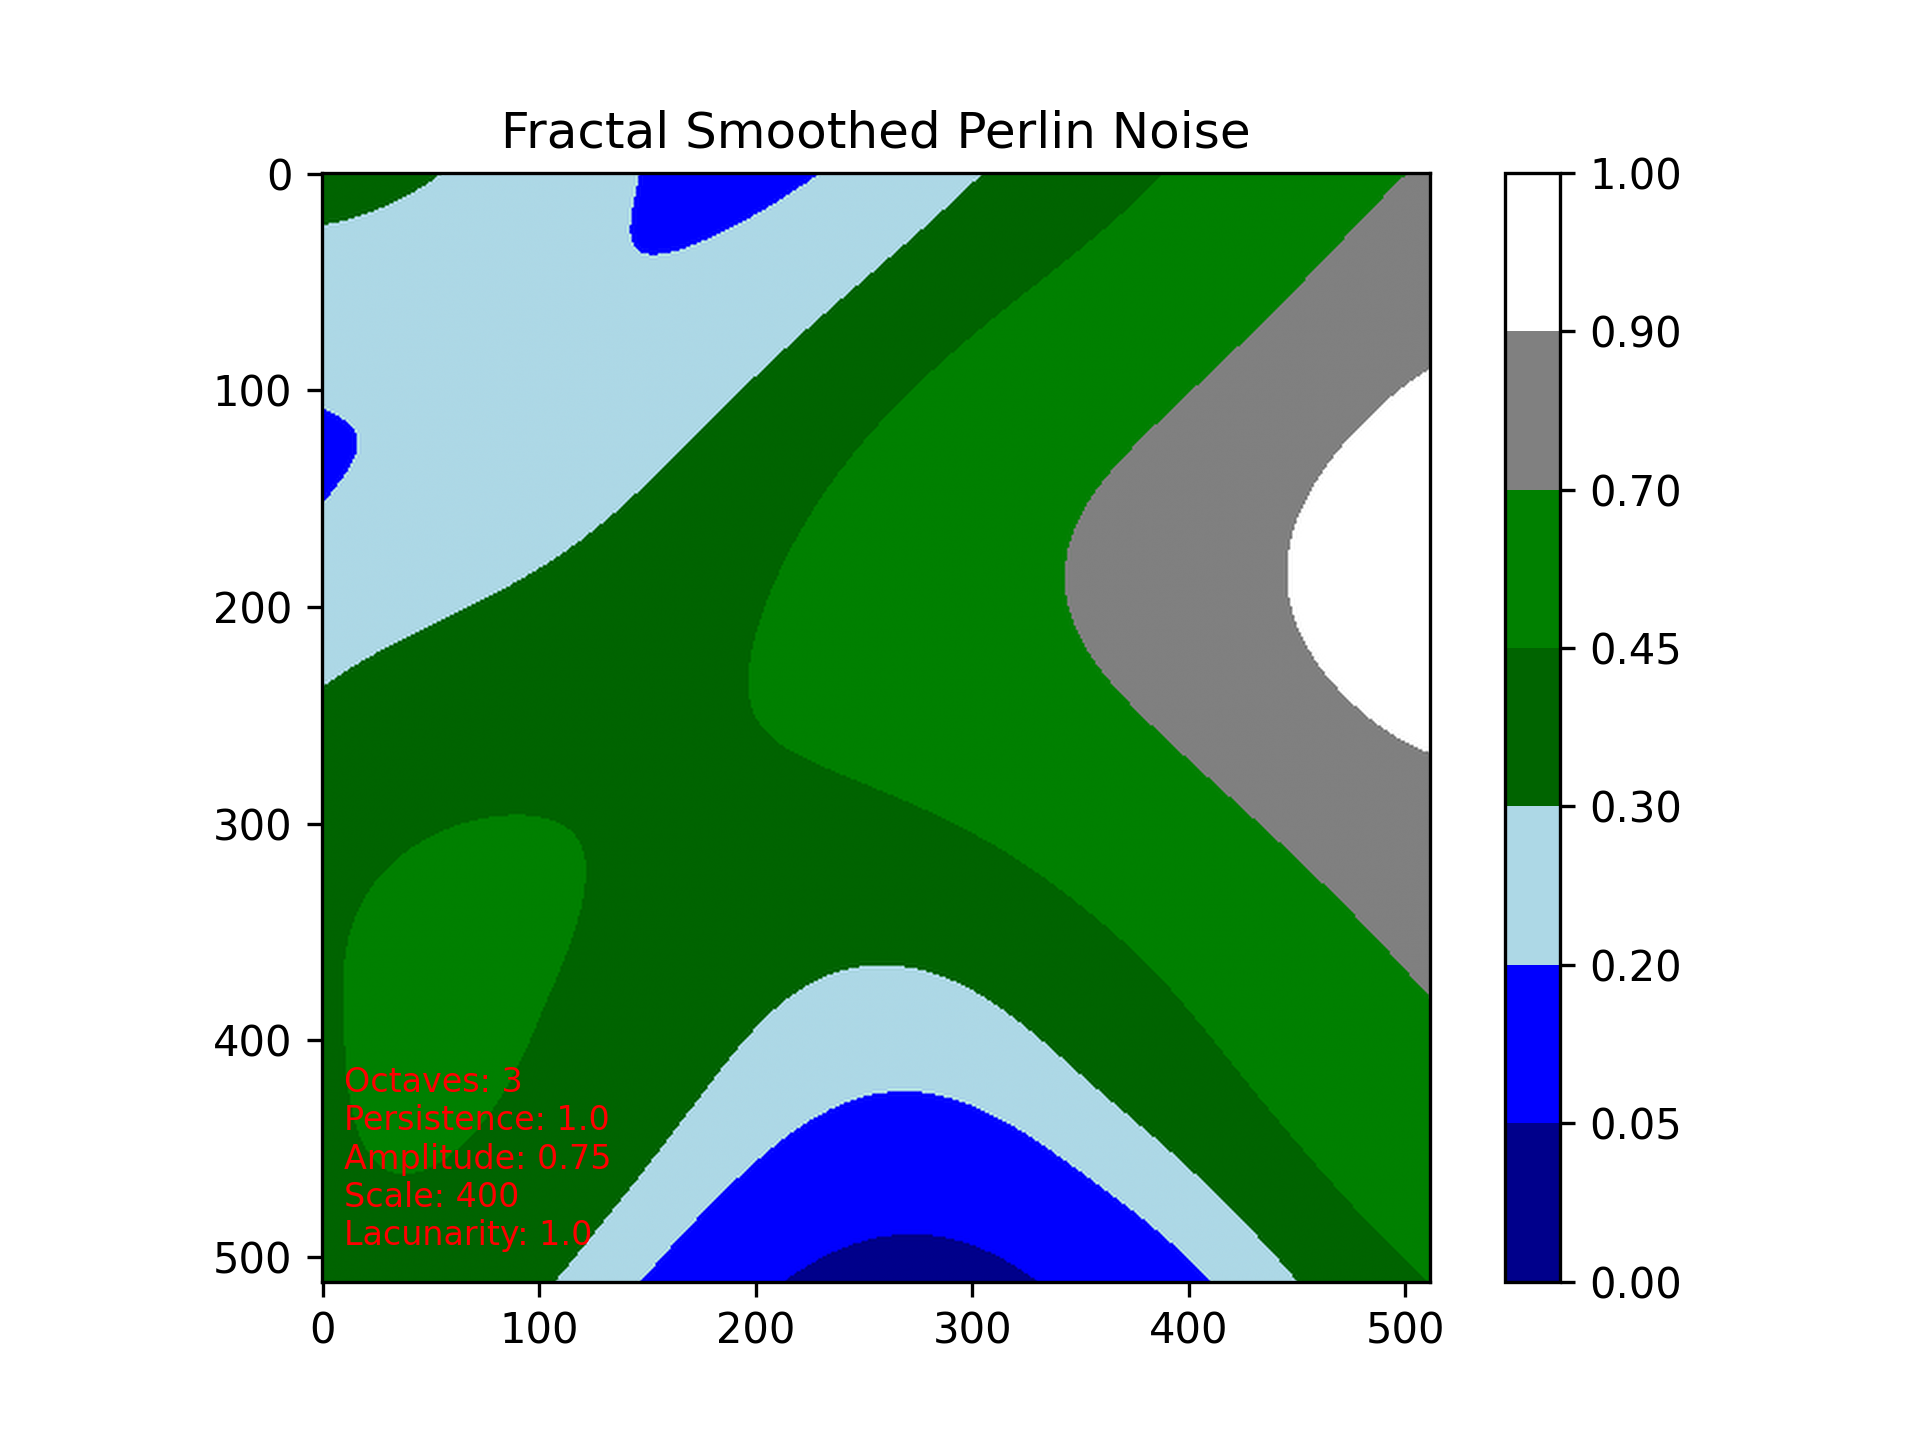 Fractal Smoothed Perlin Noise
0
100
200
300
400
500
Octaves: 3
Persistence: 1.0
Amplitude: 0.75
Scale: 400
Lacunarity: 1.0
0 100 200 300 400 500
1.00
0.90
0.70
0.45
0.30
0.20
0.05
0.00